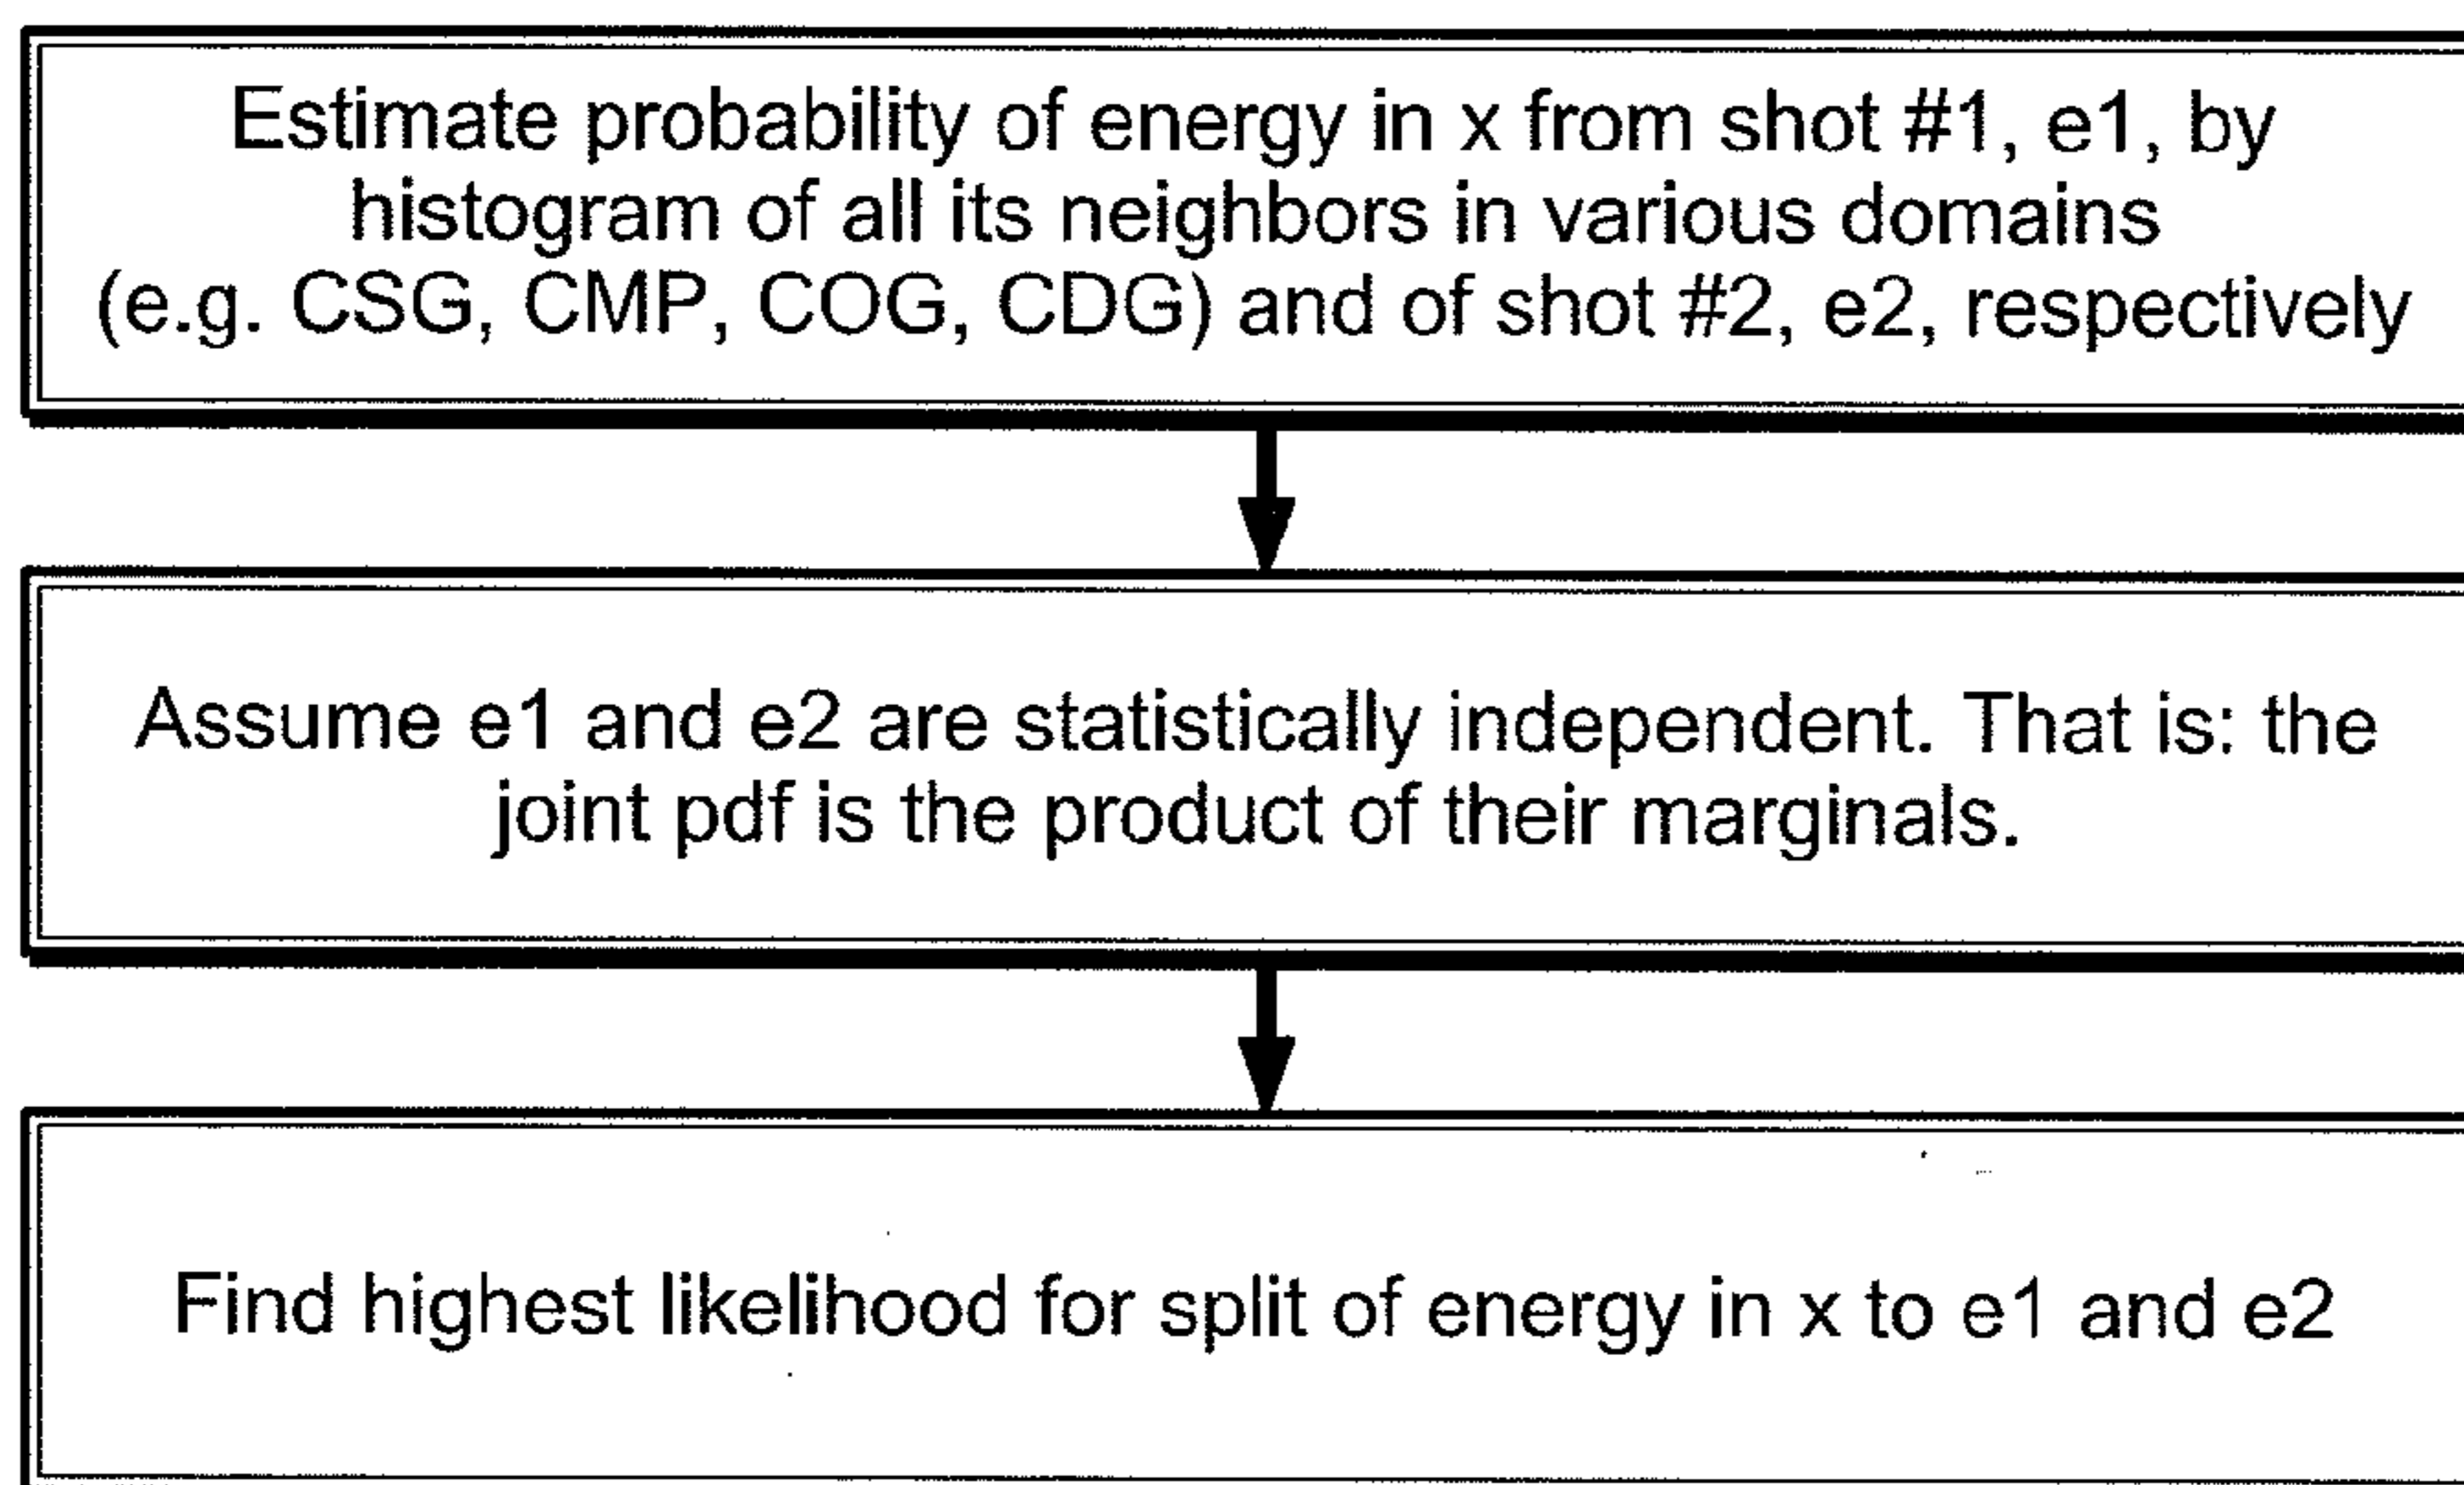 Estimate probability of energy in x from shot #1, e1, by
histogram of all its neighbors in various domains
(e.g. CSG, CMP, COG, CDG) and of shot #2, e2, respectively
Assume e1 and e2 are statistically independent. That is: the
joint pdf is the product of their marginals.
Find highest likelihood for split of energy in x to e1 and e2